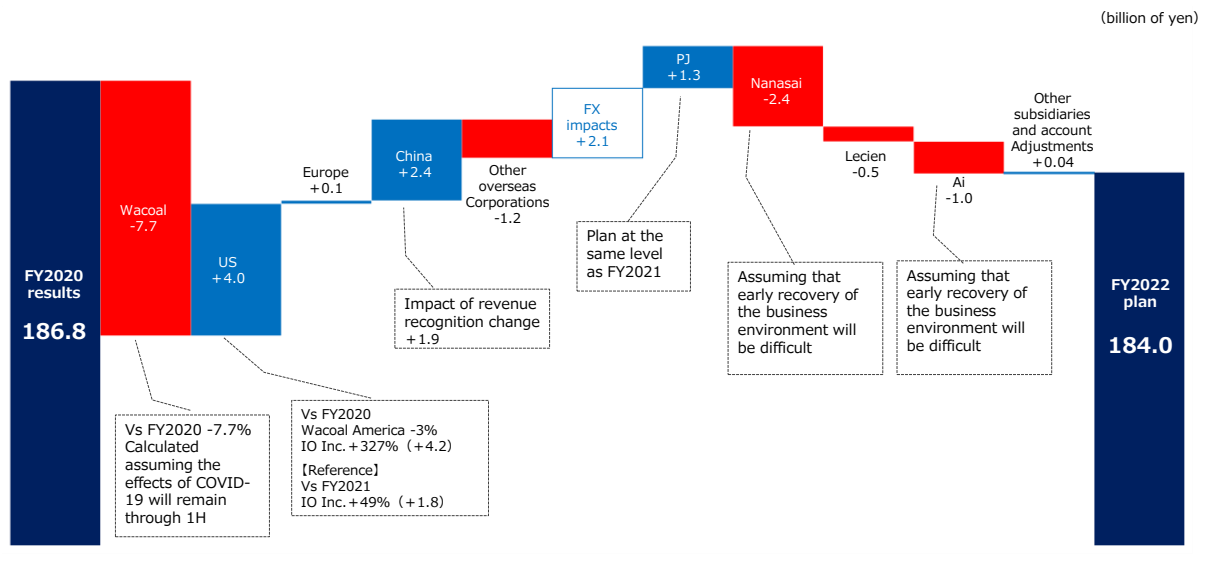 （billion of yen）
FY2020
results
186.8
Wacoal
-7.7
US
+4.0
Europe
+0.1
China
+2.4
Other
overseas
Corporations
-1.2
FX
impacts
+2.1
PJ
+1.3
Nanasai
-2.4
Lecien
-0.5
Ai
-1.0
Other
subsidiaries
and account
Adjustments
+0.04
FY2022
plan
184.0
Vs FY2020 -7.7%
Calculated
assuming the
effects of COVID-
19 will remain
through 1H
Vs FY2020
Wacoal America -3%
IO Inc.+327%（+4.2）
【Reference】
Vs FY2021
IO Inc.+49%（+1.8）
Impact of revenue
recognition change
+1.9
Plan at the
same level
as FY2021
Assuming that
early recovery of
the business
environment will
be difficult
Assuming that
early recovery of
the business
environment will
be difficult